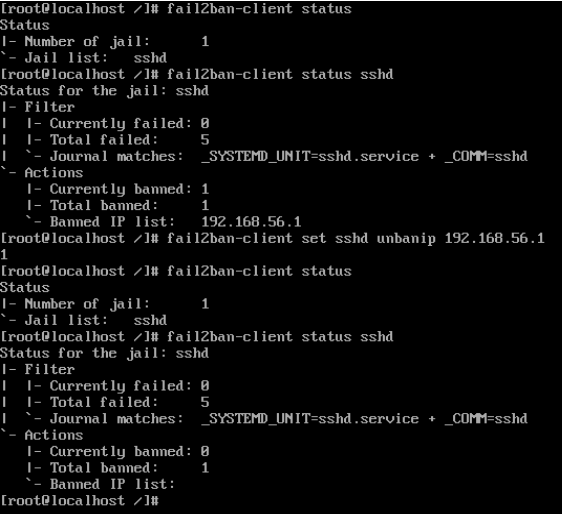 [root@localhost /]# fail2ban-client status
Status
|- Number of jail:      1
`- Jail list:   sshd
[root@localhost /]# fail2ban-client status sshd
Status for the jail: sshd
|- Filter
|  |- Currently failed: 0
|  |- Total failed:     5
|  `- Journal matches:  _SYSTEMD_UNIT=sshd.service + _COMM=sshd
`- Actions
   |- Currently banned: 1
   |- Total banned:     1
   `- Banned IP list:   192.168.56.1
[root@localhost /]# fail2ban-client set sshd unbanip 192.168.56.1
1
[root@localhost /]# fail2ban-client status
Status
|- Number of jail:      1
`- Jail list:   sshd
[root@localhost /]# fail2ban-client status sshd
Status for the jail: sshd
|- Filter
|  |- Currently failed: 0
|  |- Total failed:     5
|  `- Journal matches:  _SYSTEMD_UNIT=sshd.service + _COMM=sshd
`- Actions
   |- Currently banned: 0
   |- Total banned:     1
   `- Banned IP list:
[root@localhost /]#